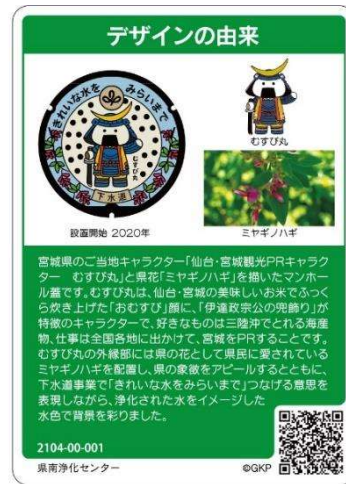 デザインの由来
きれいな水を みらいまで
むすび丸
下水道
むすび丸
設置開始 2020年
ミヤギノハギ
宮城県のご当地キャラクター「仙台・宮城観光PRキャラク
ター　むすび丸」と県花「ミヤギノハギ」を描いたマンホー
ル蓋です。むすび丸は、仙台・宮城の美味しいお米でふっく
ら炊き上げた「おむすび」顔に、「伊達政宗公の兜飾り」が
特徴のキャラクターで、好きなものは三陸沖でとれる海産
物、仕事は全国各地に出かけて、宮城をPRすることです。
むすび丸の外縁部には県の花として県民に愛されている
ミヤギノハギを配置し、県の象徴をアピールするとともに、
下水道事業で「きれいな水をみらいまで」つなげる意思を
表現しながら、浄化された水をイメージした
水色で背景を彩りました。
2104-00-001
県南浄化センター
©GKP